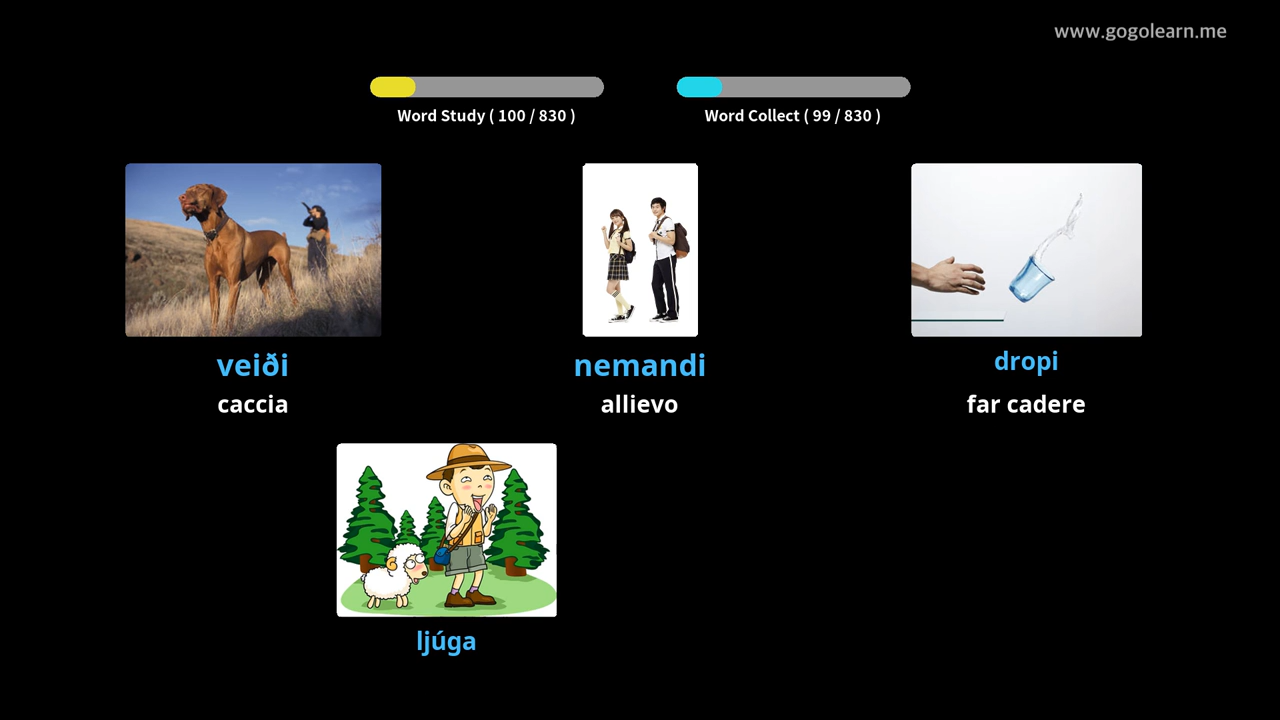 www.gogolearn.me
Word Study ( 100 / 830 )
Word Collect ( 99 / 830 )
veiði
nemandi
dropi
caccia
allievo
far cadere
ljúga